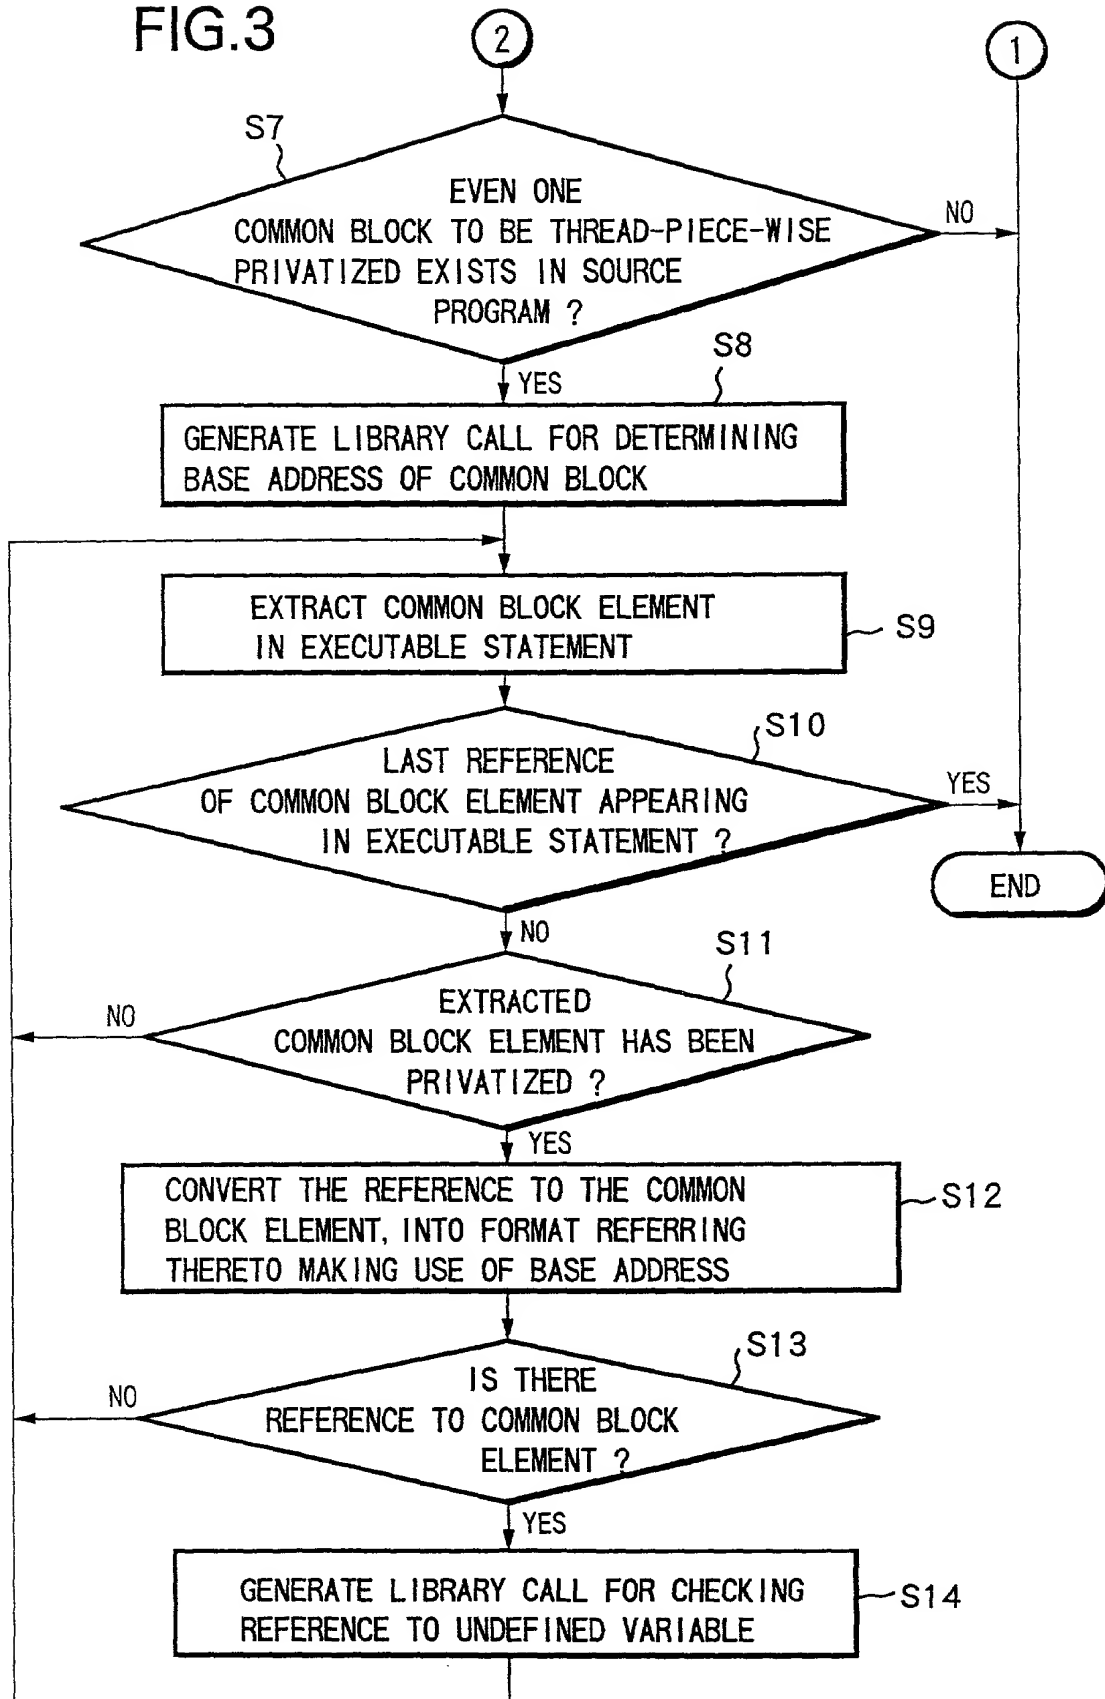 FIG.3
2
1
S7
EVEN ONE
COMMON BLOCK TO BE THREAD-PIECE-WISE
PRIVATIZED EXISTS IN SOURCE
PROGRAM ?
NO
YES
S8
GENERATE LIBRARY CALL FOR DETERMINING
BASE ADDRESS OF COMMON BLOCK
EXTRACT COMMON BLOCK ELEMENT
IN EXECUTABLE STATEMENT
S9
S10
LAST REFERENCE
OF COMMON BLOCK ELEMENT APPEARING
IN EXECUTABLE STATEMENT ?
YES
END
NO
S11
EXTRACTED
COMMON BLOCK ELEMENT HAS BEEN
PRIVATIZED ?
NO
YES
CONVERT THE REFERENCE TO THE COMMON
BLOCK ELEMENT, INTO FORMAT REFERRING
THERETO MAKING USE OF BASE ADDRESS
S12
S13
IS THERE
REFERENCE TO COMMON BLOCK
ELEMENT ?
NO
YES
GENERATE LIBRARY CALL FOR CHECKING
REFERENCE TO UNDEFINED VARIABLE
S14